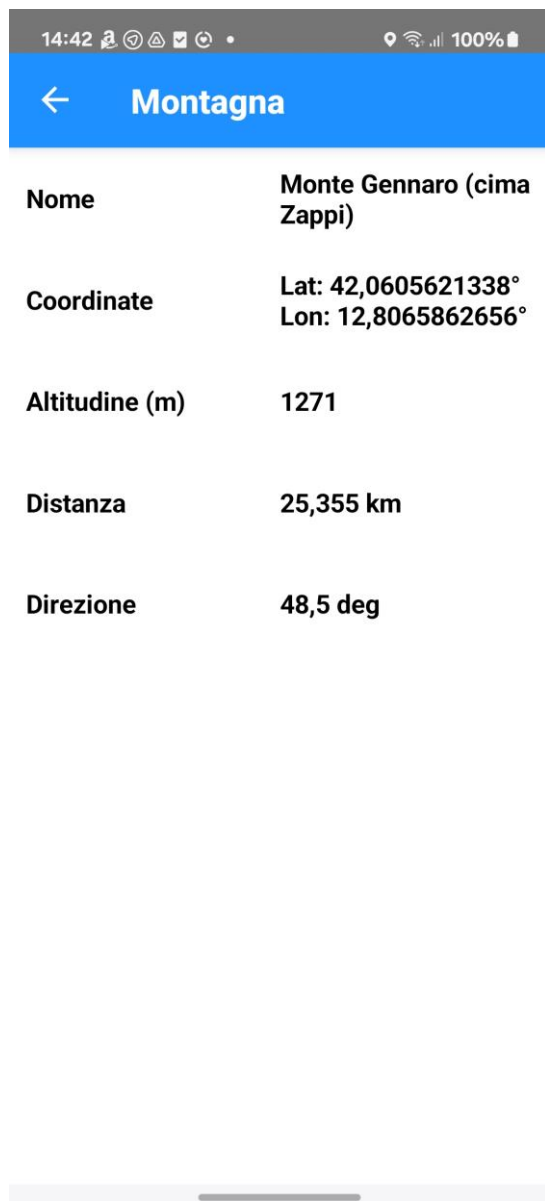 14:42 100%
Montagna
Nome Monte Gennaro (cima
Zappi)
Coordinate Lat: 42,0605621338°
Lon: 12,8065862656°
Altitudine (m) 1271
Distanza 25,355 km
Direzione 48,5 deg